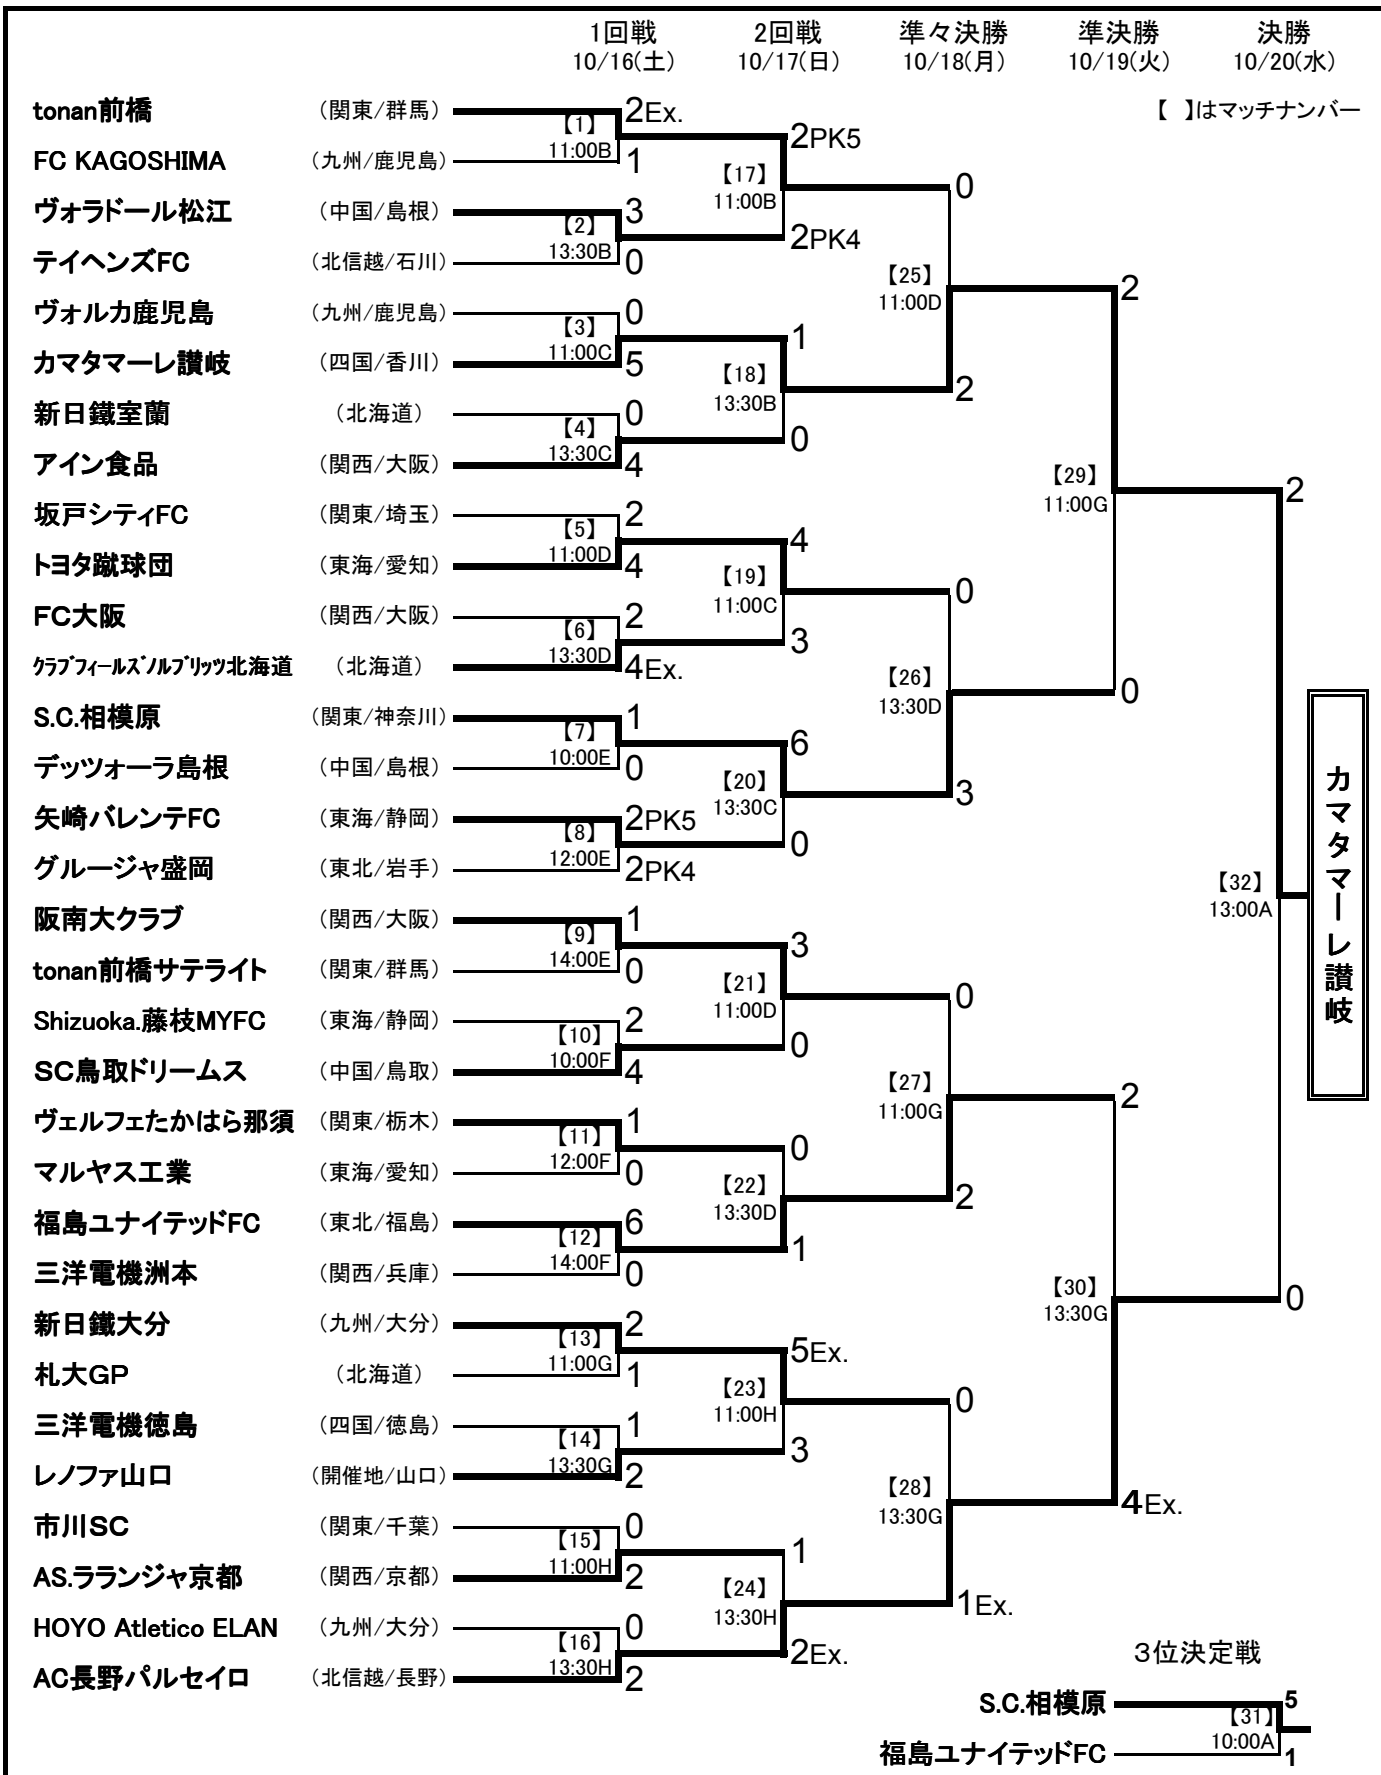 1回戦 2回戦 準々決勝 準決勝 決勝
10/16(土) 10/17(日) 10/18(月) 10/19(火) 10/20(水)
【 】はマッチナンバー
tonan前橋 (関東/群馬) 2Ex.
【1】 2PK5
11:00B
FC KAGOSHIMA (九州/鹿児島) 1
【17】 0
11:00B
ヴォラドール松江 (中国/島根) 3
【2】 2PK4
13:30B
テイヘンズFC (北信越/石川) 0
【25】 2
11:00D
ヴォルカ鹿児島 (九州/鹿児島) 0
【3】 1
11:00C
カマタマーレ讃岐 (四国/香川) 5
【18】 2
13:30B
新日鐵室蘭 (北海道) 0
【4】 0
13:30C
アイン食品 (関西/大阪) 4
【29】 2
11:00G
坂戸シティFC (関東/埼玉) 2
【5】 4
11:00D
トヨタ蹴球団 (東海/愛知) 4
【19】 0
11:00C
FC大阪 (関西/大阪) 2
【6】 3
13:30D
クラブフィールズノルブリッツ北海道 (北海道) 4Ex.
【26】 0
13:30D
S.C.相模原 (関東/神奈川) 1
【7】 6
10:00E
デッツォーラ島根 (中国/島根) 0
【20】 3
13:30C
矢崎バレンテFC (東海/静岡) 2PK5
【8】 0
12:00E
グルージャ盛岡 (東北/岩手) 2PK4
【32】
13:00A
カマタマーレ讃岐
阪南大クラブ (関西/大阪) 1
【9】 3
14:00E
tonan前橋サテライト (関東/群馬) 0
【21】 0
11:00D
Shizuoka.藤枝MYFC (東海/静岡) 2
【10】 0
10:00F
SC鳥取ドリームス (中国/鳥取) 4
【27】 2
11:00G
ヴェルフェたかはら那須 (関東/栃木) 1
【11】 0
12:00F
マルヤス工業 (東海/愛知) 0
【22】 2
13:30D
福島ユナイテッドFC (東北/福島) 6
【12】 1
14:00F
三洋電機洲本 (関西/兵庫) 0
【30】 0
13:30G
新日鐵大分 (九州/大分) 2
【13】 5Ex.
11:00G
札大GP (北海道) 1
【23】 0
11:00H
三洋電機徳島 (四国/徳島) 1
【14】 3
13:30G
レノファ山口 (開催地/山口) 2
【28】 4Ex.
13:30G
市川SC (関東/千葉) 0
【15】 1
11:00H
AS.ラランジャ京都 (関西/京都) 2
【24】 1Ex.
13:30H
HOYO Atletico ELAN (九州/大分) 0
【16】 2Ex.
13:30H
AC長野パルセイロ (北信越/長野) 2
3位決定戦
S.C.相模原 5
【31】
10:00A
福島ユナイテッドFC 1